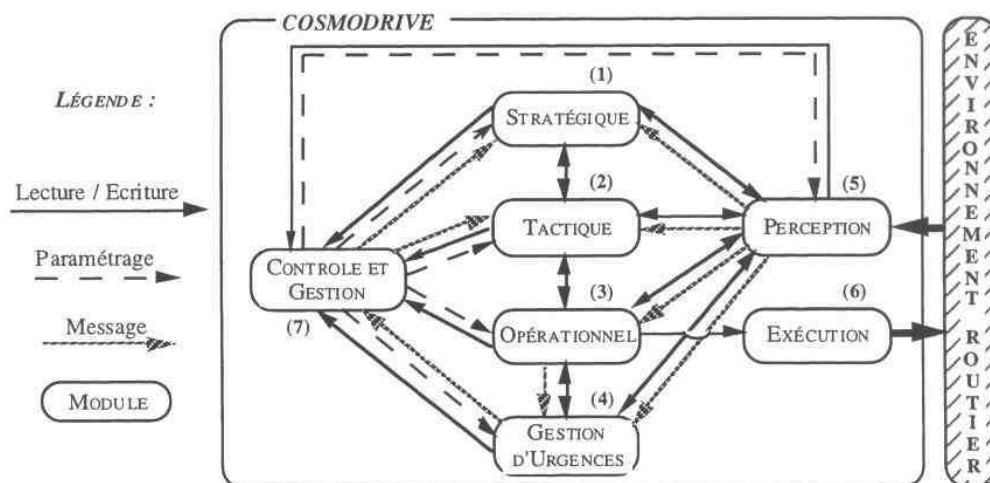 COSMODRIVE
LÉGENDE :
Lecture / Ecriture
Paramétrage
Message
MODULE
(1)
STRATÉGIQUE
(2)
TACTIQUE
(3)
OPÉRATIONNEL
(4)
GESTION
D'URGENCES
(5)
PERCEPTION
(6)
EXÉCUTION
CONTROLE ET
GESTION
(7)
ENVIRONNEMENT ROUTIER